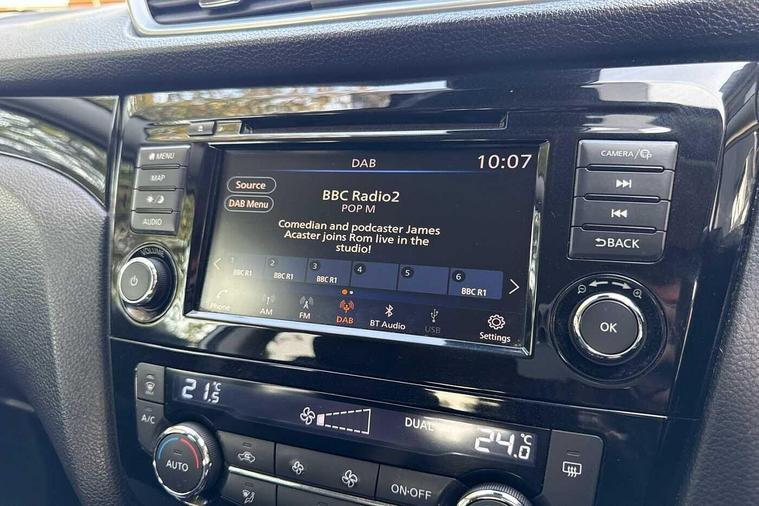 DAB
10:07
Source
DAB Menu
BBC Radio2
POP M
Comedian and podcaster James
Acaster joins Rom live in the
studio!
1 BBC R1
2 BBC R1
3 BBC R1
4
5
6 BBC R1
Phone
AM
FM
DAB
BT Audio
USB
Settings
MENU
MAP
AUDIO
VOLUME
CAMERA/
BACK
OK
21.5°C
DUAL
24.0°C
A/C
AUTO
ON·OFF